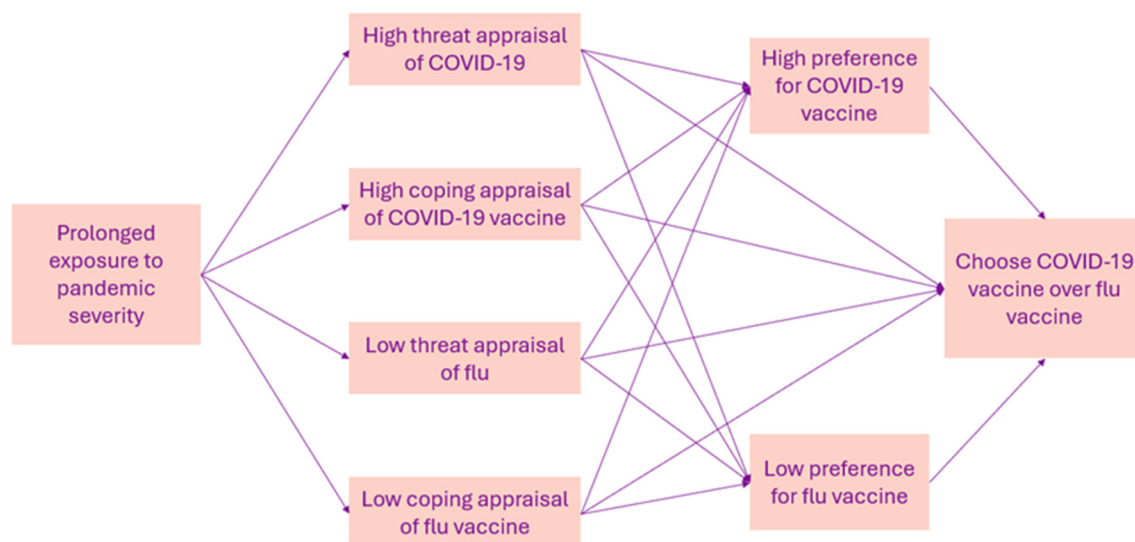 Prolonged
exposure to
pandemic
severity
High threat appraisal
of COVID-19
High coping appraisal
of COVID-19 vaccine
Low threat appraisal
of flu
Low coping appraisal
of flu vaccine
High preference
for COVID-19
vaccine
Low preference
for flu vaccine
Choose COVID-19
vaccine over flu
vaccine